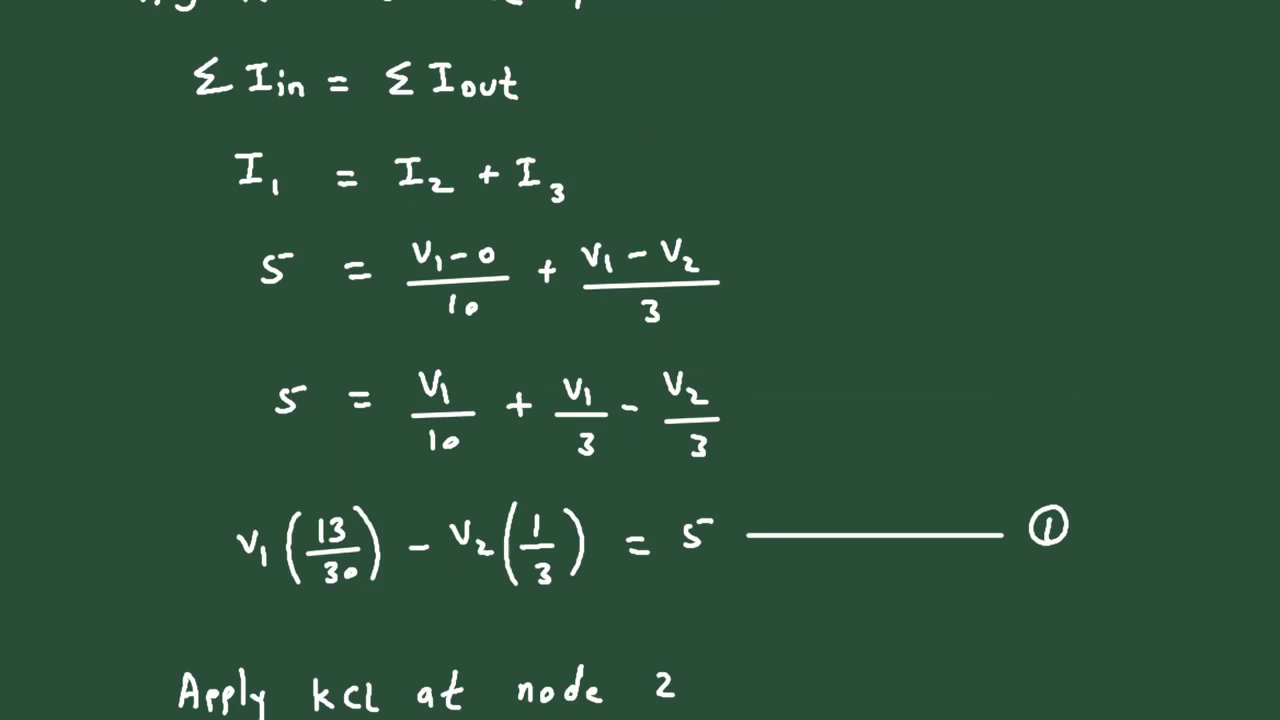 Σ Iin = Σ Iout
I₁ = I₂ + I₃
5 = (V₁ - 0)/10 + (V₁ - V₂)/3
5 = V₁/10 + V₁/3 - V₂/3
V₁ (13/30) - V₂ (1/3) = 5 ——— ①
Apply KCL at node 2